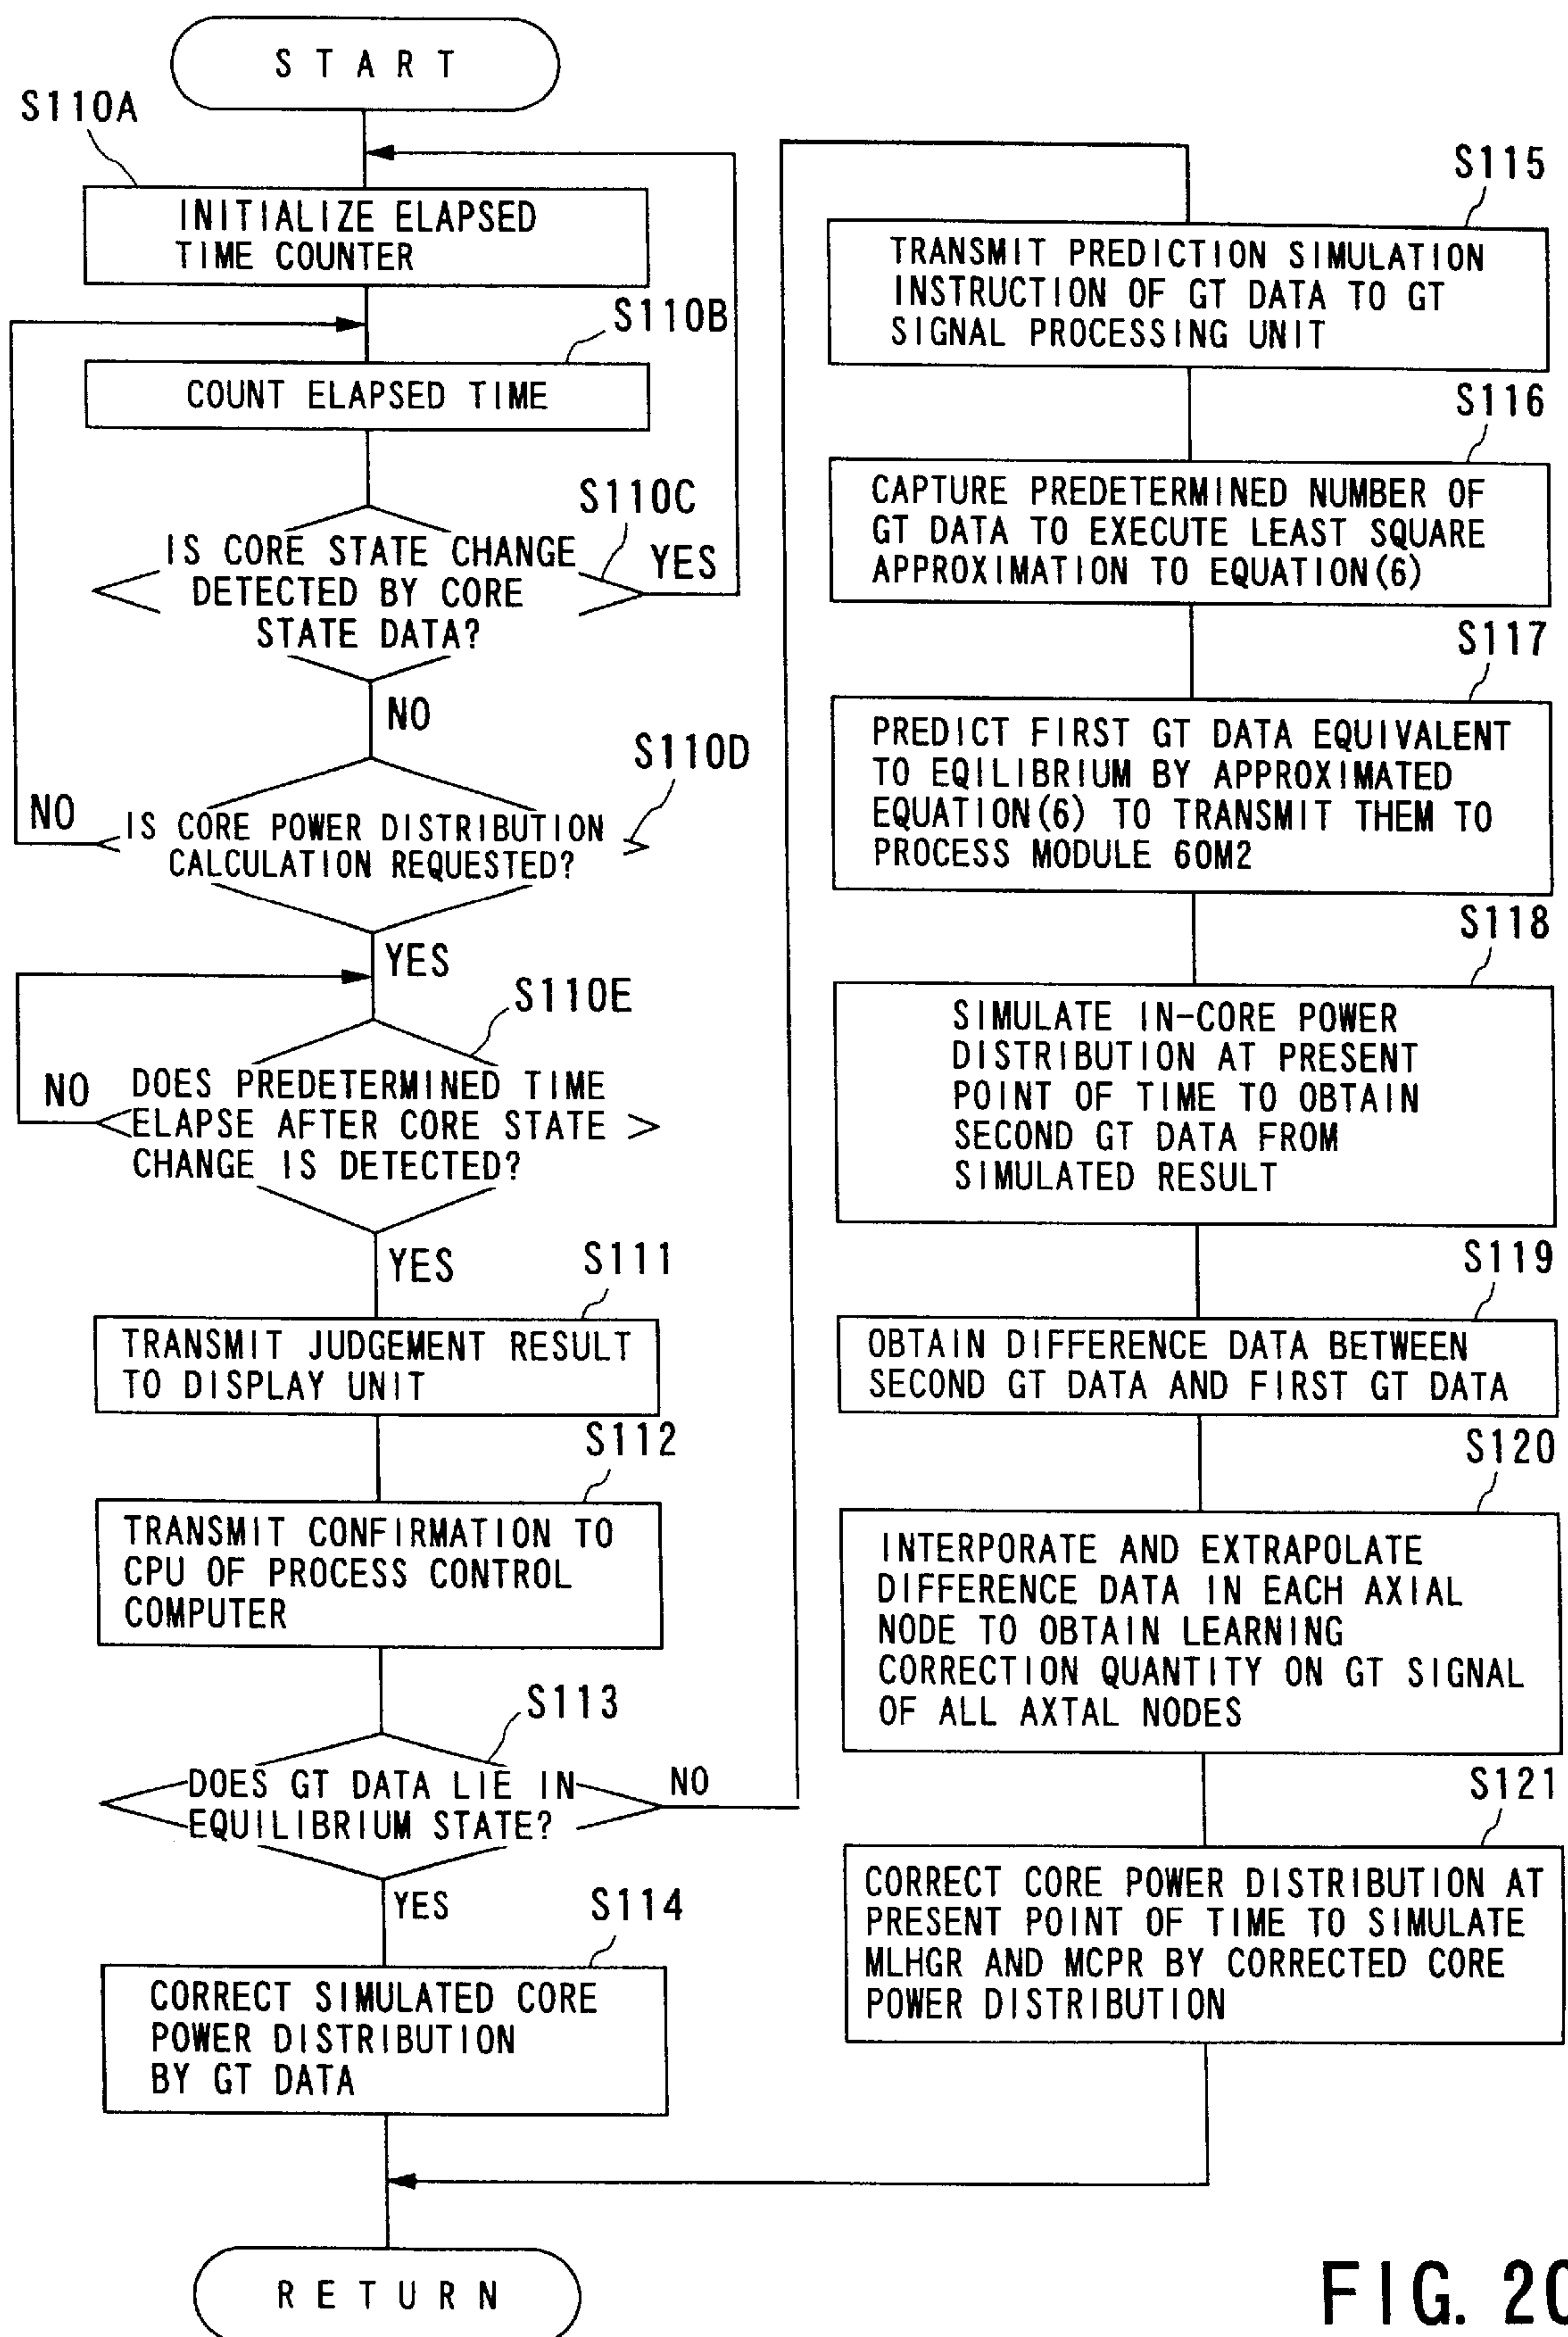 START
S110A
INITIALIZE ELAPSED
TIME COUNTER
S110B
COUNT ELAPSED TIME
S110C
IS CORE STATE CHANGE
DETECTED BY CORE
STATE DATA?
YES
NO
S110D
NO
IS CORE POWER DISTRIBUTION
CALCULATION REQUESTED?
YES
S110E
NO
DOES PREDETERMINED TIME
ELAPSE AFTER CORE STATE
CHANGE IS DETECTED?
YES
S111
TRANSMIT JUDGEMENT RESULT
TO DISPLAY UNIT
S112
TRANSMIT CONFIRMATION TO
CPU OF PROCESS CONTROL
COMPUTER
S113
DOES GT DATA LIE IN
EQUILIBRIUM STATE?
NO
YES
S114
CORRECT SIMULATED CORE
POWER DISTRIBUTION
BY GT DATA
RETURN
S115
TRANSMIT PREDICTION SIMULATION
INSTRUCTION OF GT DATA TO GT
SIGNAL PROCESSING UNIT
S116
CAPTURE PREDETERMINED NUMBER OF
GT DATA TO EXECUTE LEAST SQUARE
APPROXIMATION TO EQUATION(6)
S117
PREDICT FIRST GT DATA EQUIVALENT
TO EQILIBRIUM BY APPROXIMATED
EQUATION(6) TO TRANSMIT THEM TO
PROCESS MODULE 60M2
S118
SIMULATE IN-CORE POWER
DISTRIBUTION AT PRESENT
POINT OF TIME TO OBTAIN
SECOND GT DATA FROM
SIMULATED RESULT
S119
OBTAIN DIFFERENCE DATA BETWEEN
SECOND GT DATA AND FIRST GT DATA
S120
INTERPORATE AND EXTRAPOLATE
DIFFERENCE DATA IN EACH AXIAL
NODE TO OBTAIN LEARNING
CORRECTION QUANTITY ON GT SIGNAL
OF ALL AXTAL NODES
S121
CORRECT CORE POWER DISTRIBUTION AT
PRESENT POINT OF TIME TO SIMULATE
MLHGR AND MCPR BY CORRECTED CORE
POWER DISTRIBUTION
FIG. 20